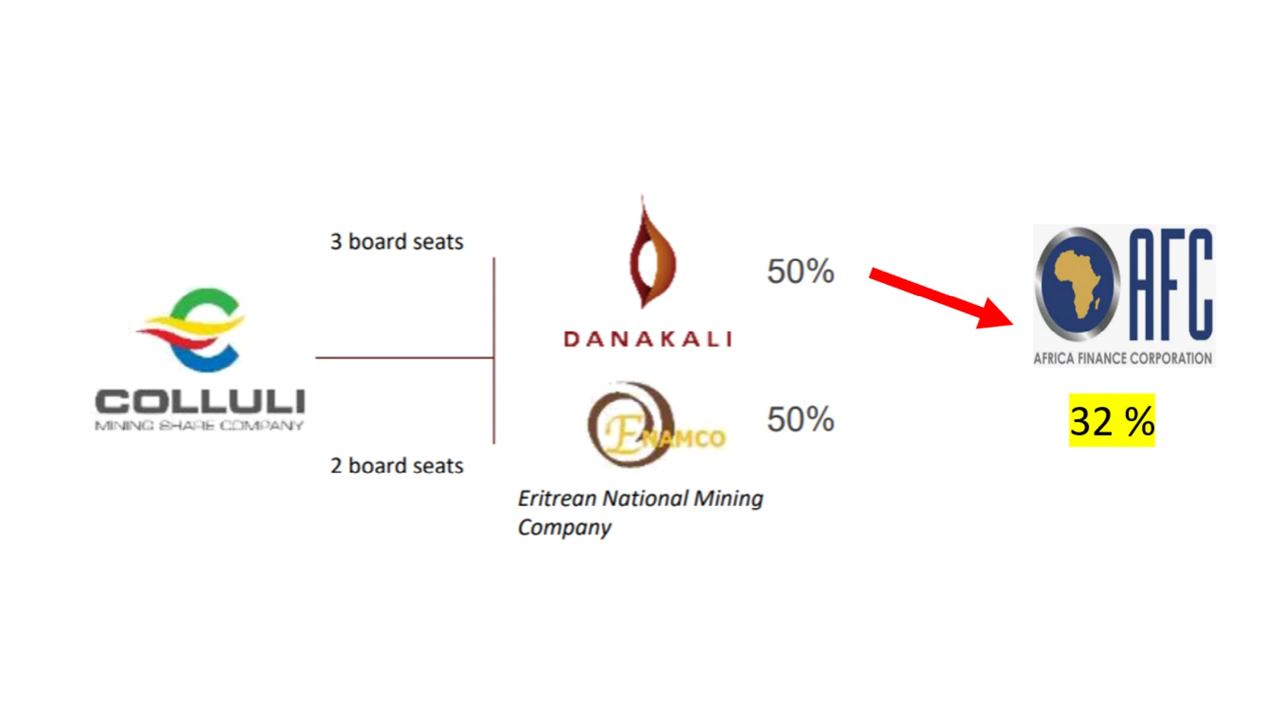 3 board seats
COLLULI
MINING SHARE COMPANY
2 board seats
DANAKALI
50%
ENAMCO
50%
Eritrean National Mining
Company
AFC
AFRICA FINANCE CORPORATION
32 %